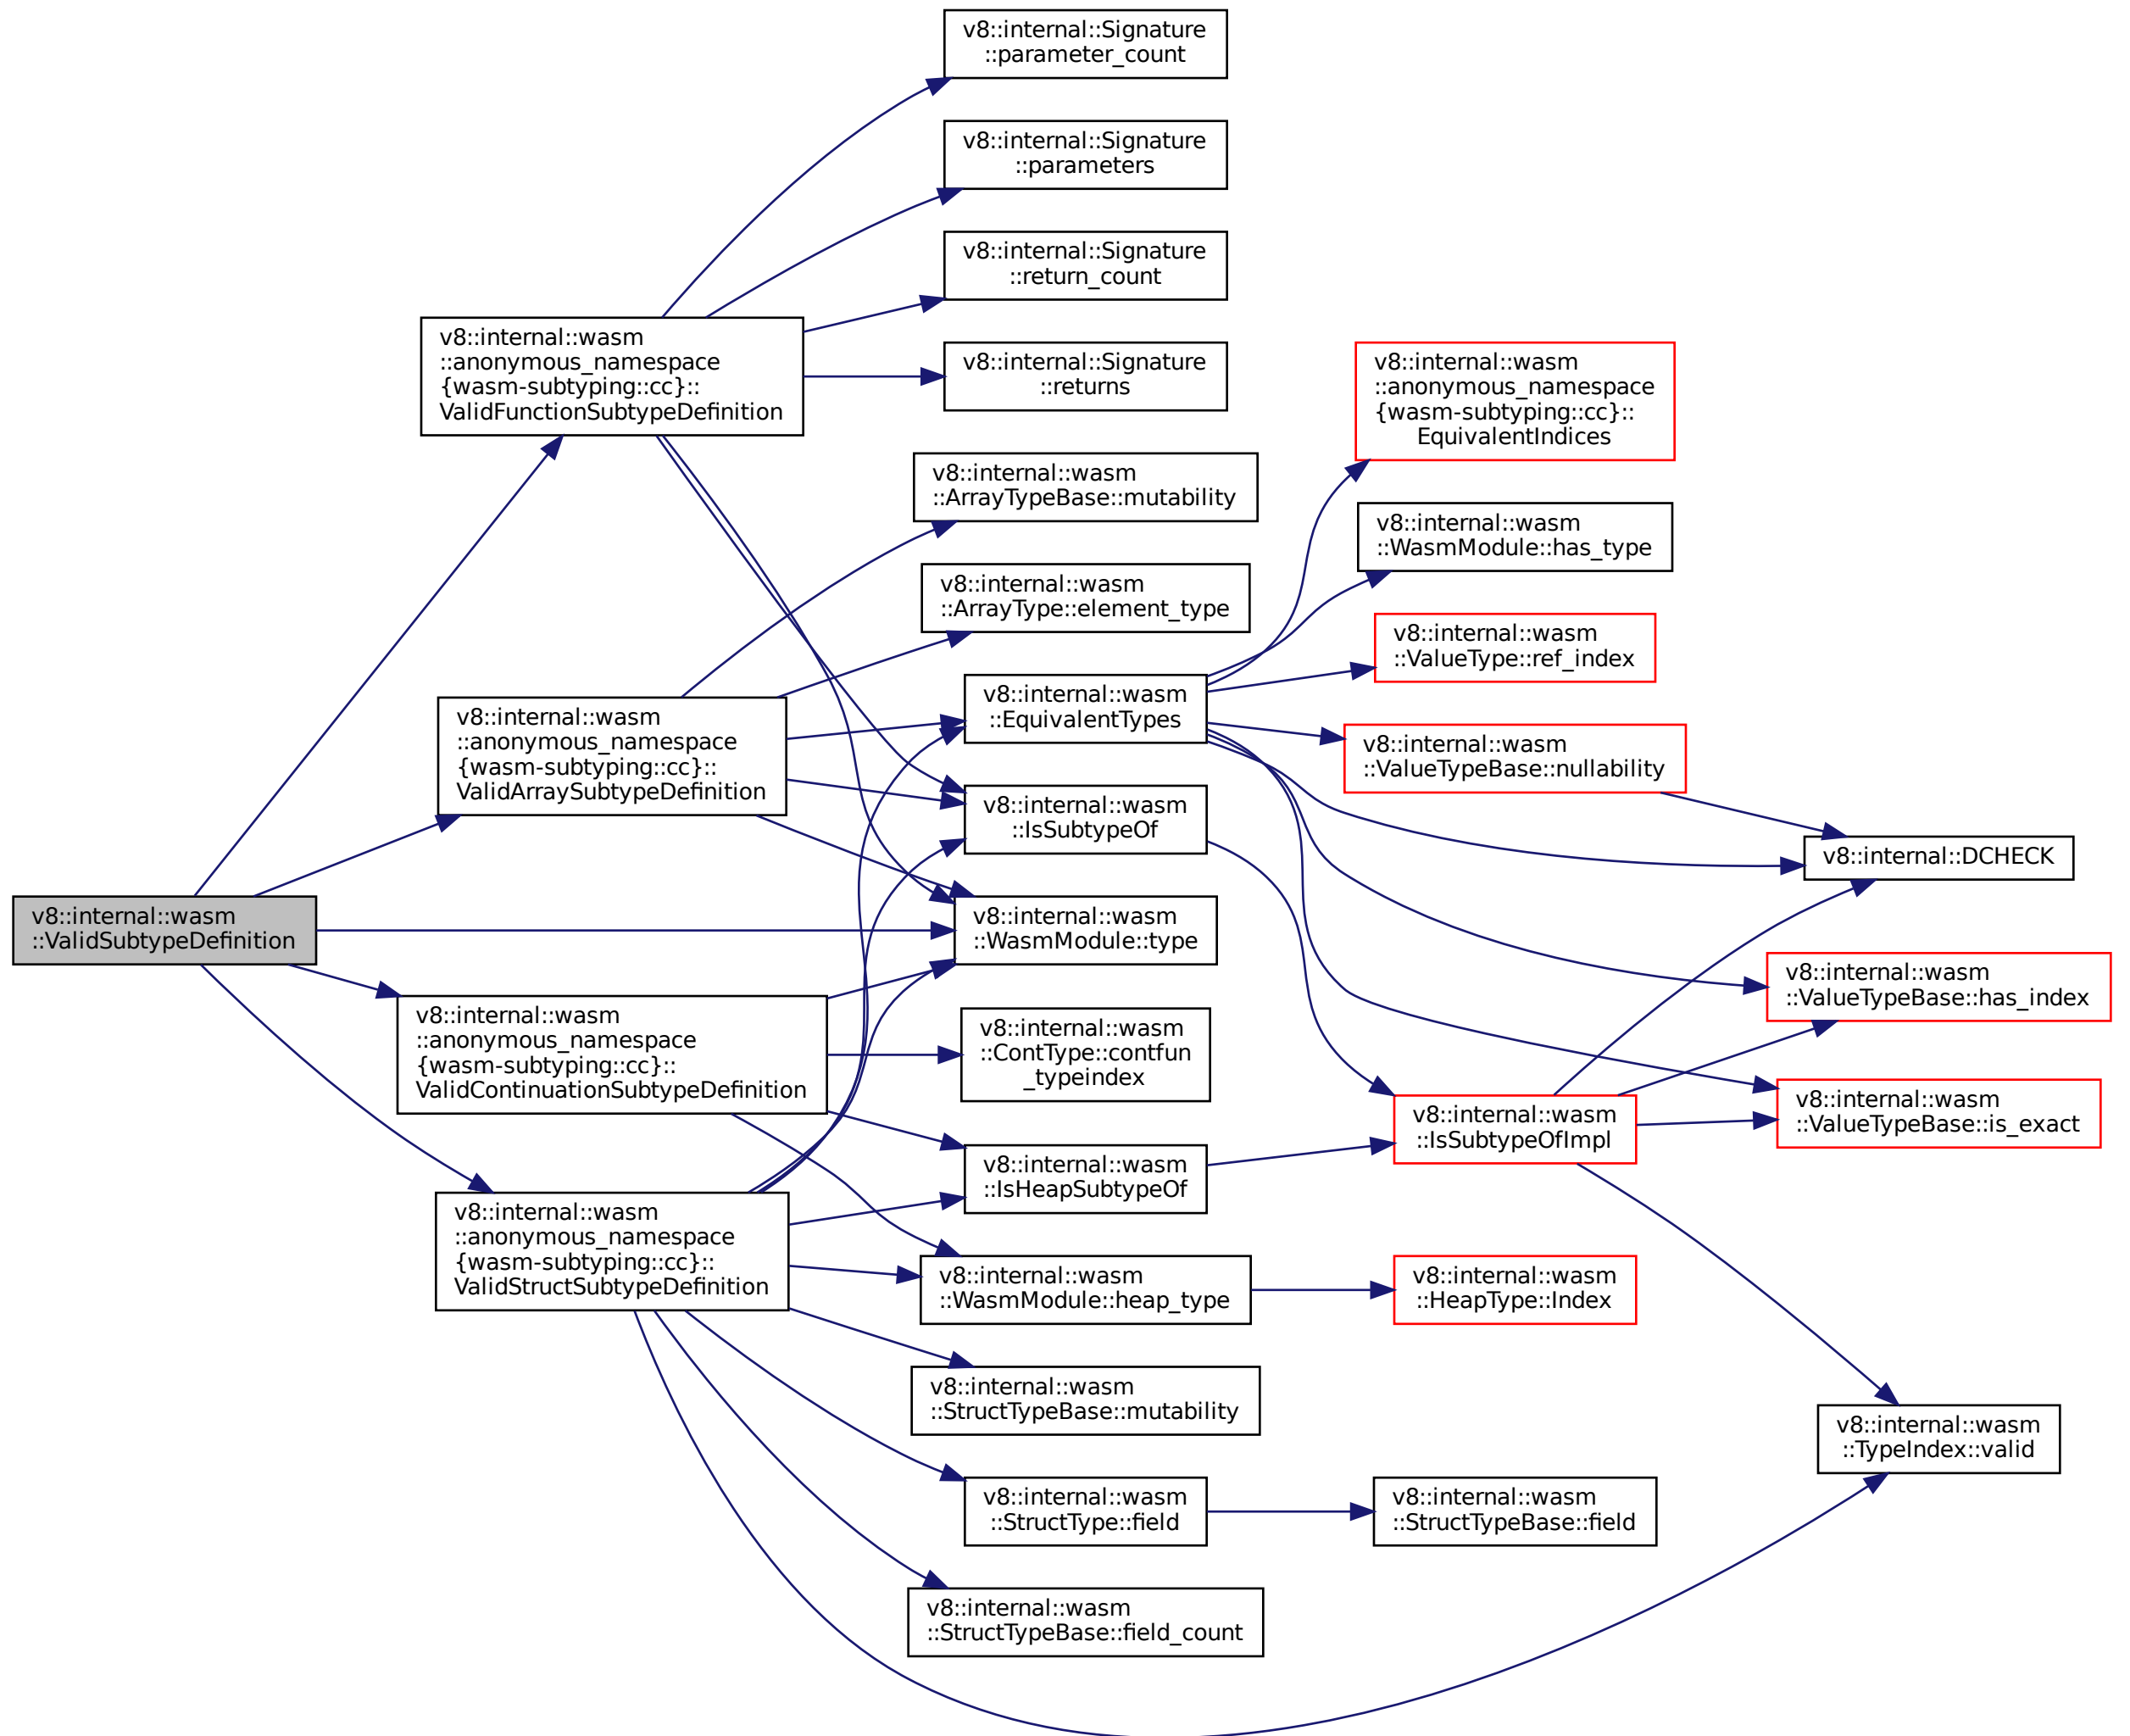 v8::internal::wasm
::ValidSubtypeDefinition
v8::internal::wasm
::anonymous_namespace
{wasm-subtyping::cc}::
ValidFunctionSubtypeDefinition
v8::internal::wasm
::anonymous_namespace
{wasm-subtyping::cc}::
ValidArraySubtypeDefinition
v8::internal::wasm
::anonymous_namespace
{wasm-subtyping::cc}::
ValidContinuationSubtypeDefinition
v8::internal::wasm
::anonymous_namespace
{wasm-subtyping::cc}::
ValidStructSubtypeDefinition
v8::internal::Signature
::parameter_count
v8::internal::Signature
::parameters
v8::internal::Signature
::return_count
v8::internal::Signature
::returns
v8::internal::wasm
::ArrayTypeBase::mutability
v8::internal::wasm
::ArrayType::element_type
v8::internal::wasm
::EquivalentTypes
v8::internal::wasm
::IsSubtypeOf
v8::internal::wasm
::WasmModule::type
v8::internal::wasm
::ContType::contfun
_typeindex
v8::internal::wasm
::IsHeapSubtypeOf
v8::internal::wasm
::WasmModule::heap_type
v8::internal::wasm
::StructTypeBase::mutability
v8::internal::wasm
::StructType::field
v8::internal::wasm
::StructTypeBase::field_count
v8::internal::wasm
::anonymous_namespace
{wasm-subtyping::cc}::
EquivalentIndices
v8::internal::wasm
::WasmModule::has_type
v8::internal::wasm
::ValueType::ref_index
v8::internal::wasm
::ValueTypeBase::nullability
v8::internal::wasm
::IsSubtypeOfImpl
v8::internal::wasm
::HeapType::Index
v8::internal::wasm
::StructTypeBase::field
v8::internal::DCHECK
v8::internal::wasm
::ValueTypeBase::has_index
v8::internal::wasm
::ValueTypeBase::is_exact
v8::internal::wasm
::TypeIndex::valid